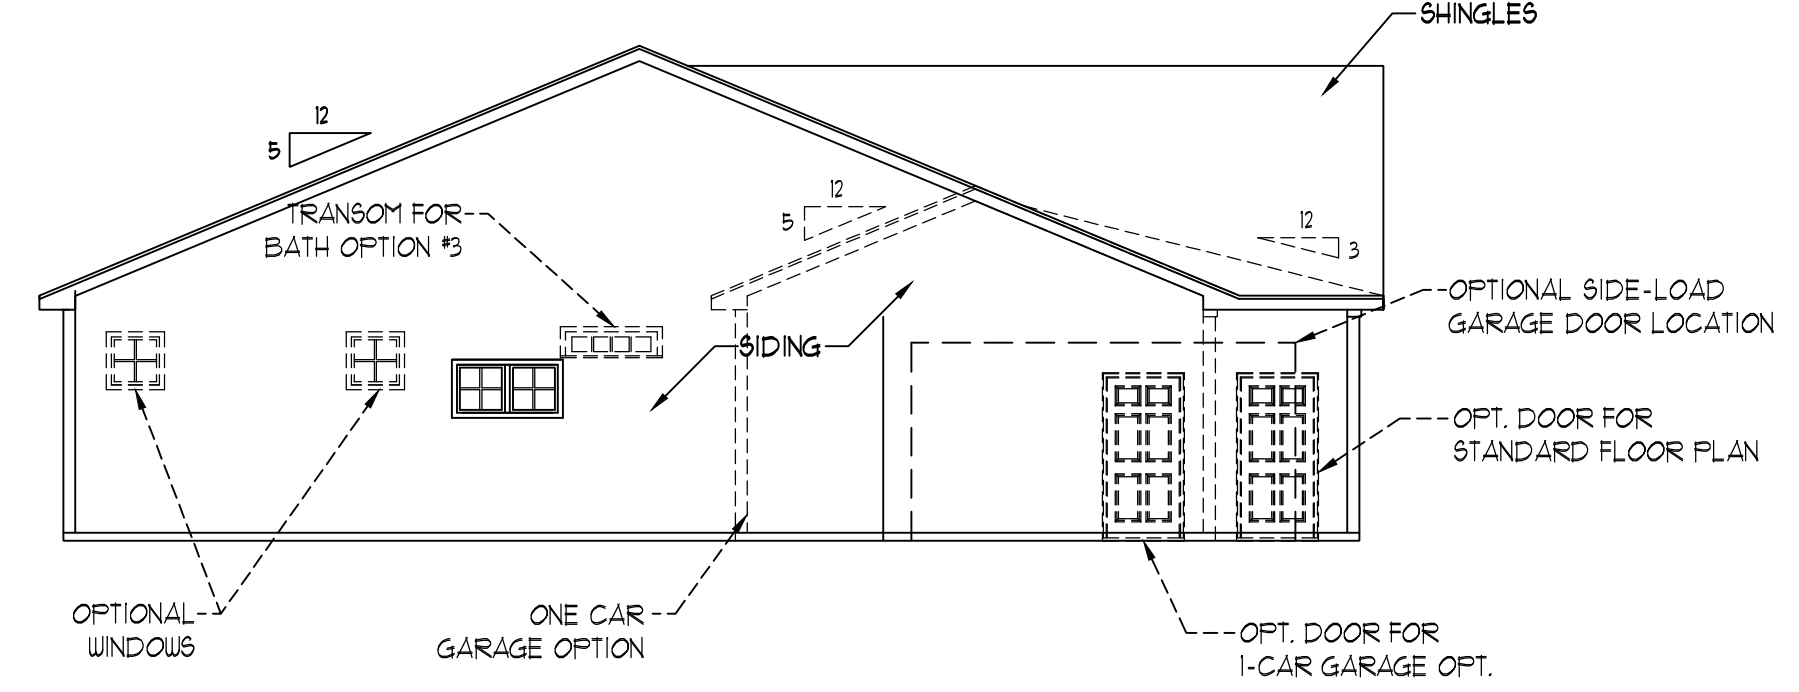 SHINGLES
12
5
TRANSOM FOR
BATH OPTION #3
12
5
12
3
OPTIONAL SIDE-LOAD
GARAGE DOOR LOCATION
SIDING
OPT. DOOR FOR
STANDARD FLOOR PLAN
OPTIONAL
WINDOWS
ONE CAR
GARAGE OPTION
OPT. DOOR FOR
1-CAR GARAGE OPT.